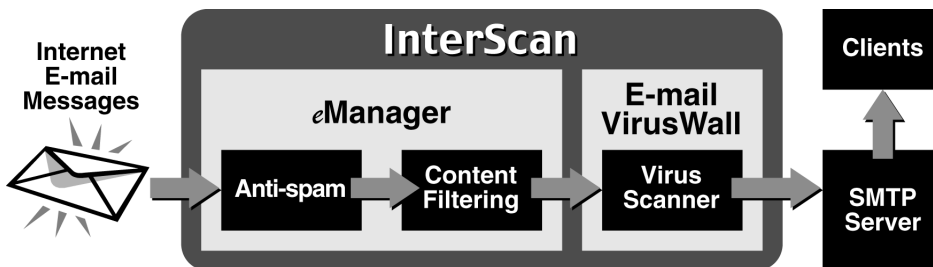 Internet
E-mail
Messages
InterScan
eManager
Anti-spam
Content
Filtering
E-mail
VirusWall
Virus
Scanner
Clients
SMTP
Server